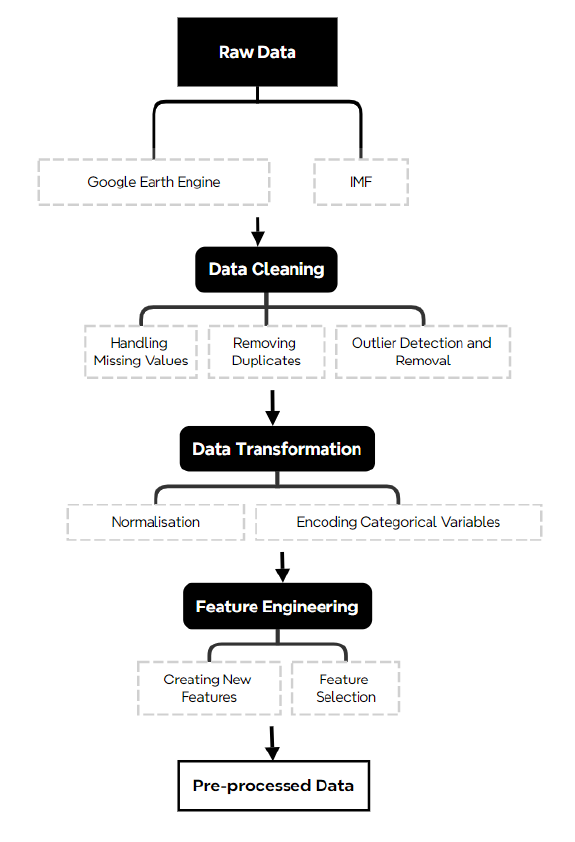 Raw Data
Google Earth Engine
IMF
Data Cleaning
Handling
Missing Values
Removing
Duplicates
Outlier Detection and
Removal
Data Transformation
Normalisation
Encoding Categorical Variables
Feature Engineering
Creating New
Features
Feature
Selection
Pre-processed Data